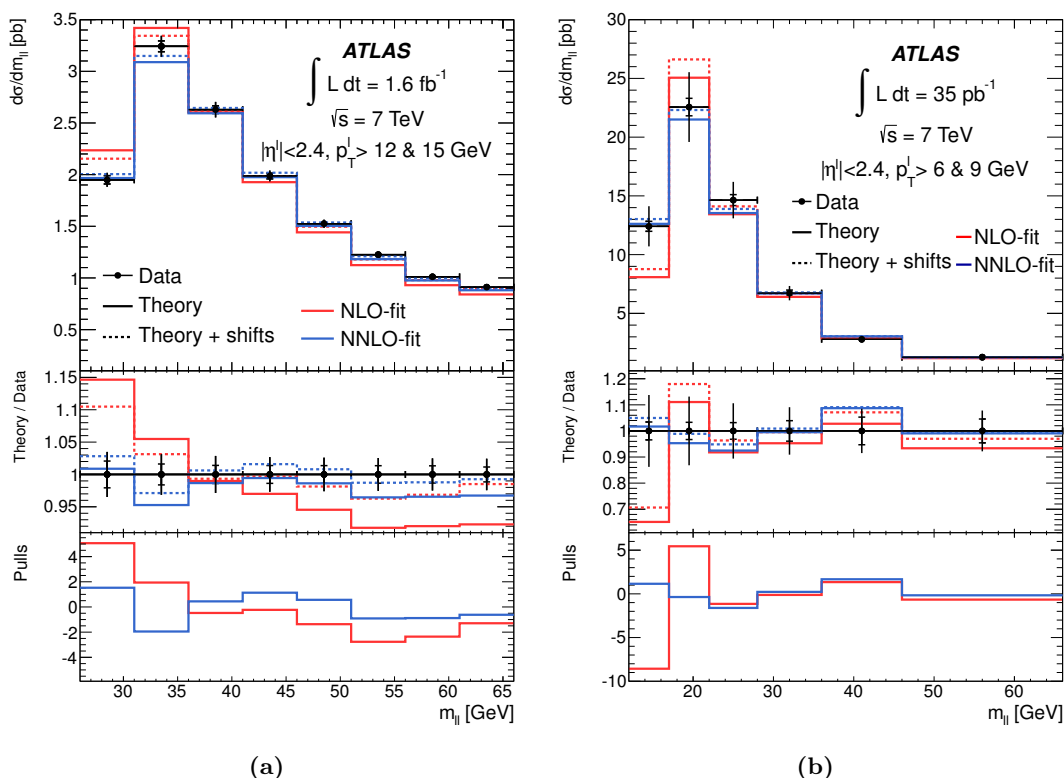 dσ/dm_ll [pb]
3.5
3
2.5
2
1.5
1
0.5
ATLAS
∫ L dt = 1.6 fb⁻¹
√s = 7 TeV
|η^l|<2.4, p_T^l> 12 & 15 GeV
Data
Theory
Theory + shifts
NLO-fit
NNLO-fit
Theory / Data
1.15
1.1
1.05
1
0.95
Pulls
4
2
0
-2
-4
30 35 40 45 50 55 60 65
m_ll [GeV]
(a)
dσ/dm_ll [pb]
30
25
20
15
10
5
ATLAS
∫ L dt = 35 pb⁻¹
√s = 7 TeV
|η^l|<2.4, p_T^l> 6 & 9 GeV
Data
Theory
Theory + shifts
NLO-fit
NNLO-fit
Theory / Data
1.2
1.1
1
0.9
0.8
0.7
Pulls
5
0
-5
-10
20 30 40 50 60
m_ll [GeV]
(b)